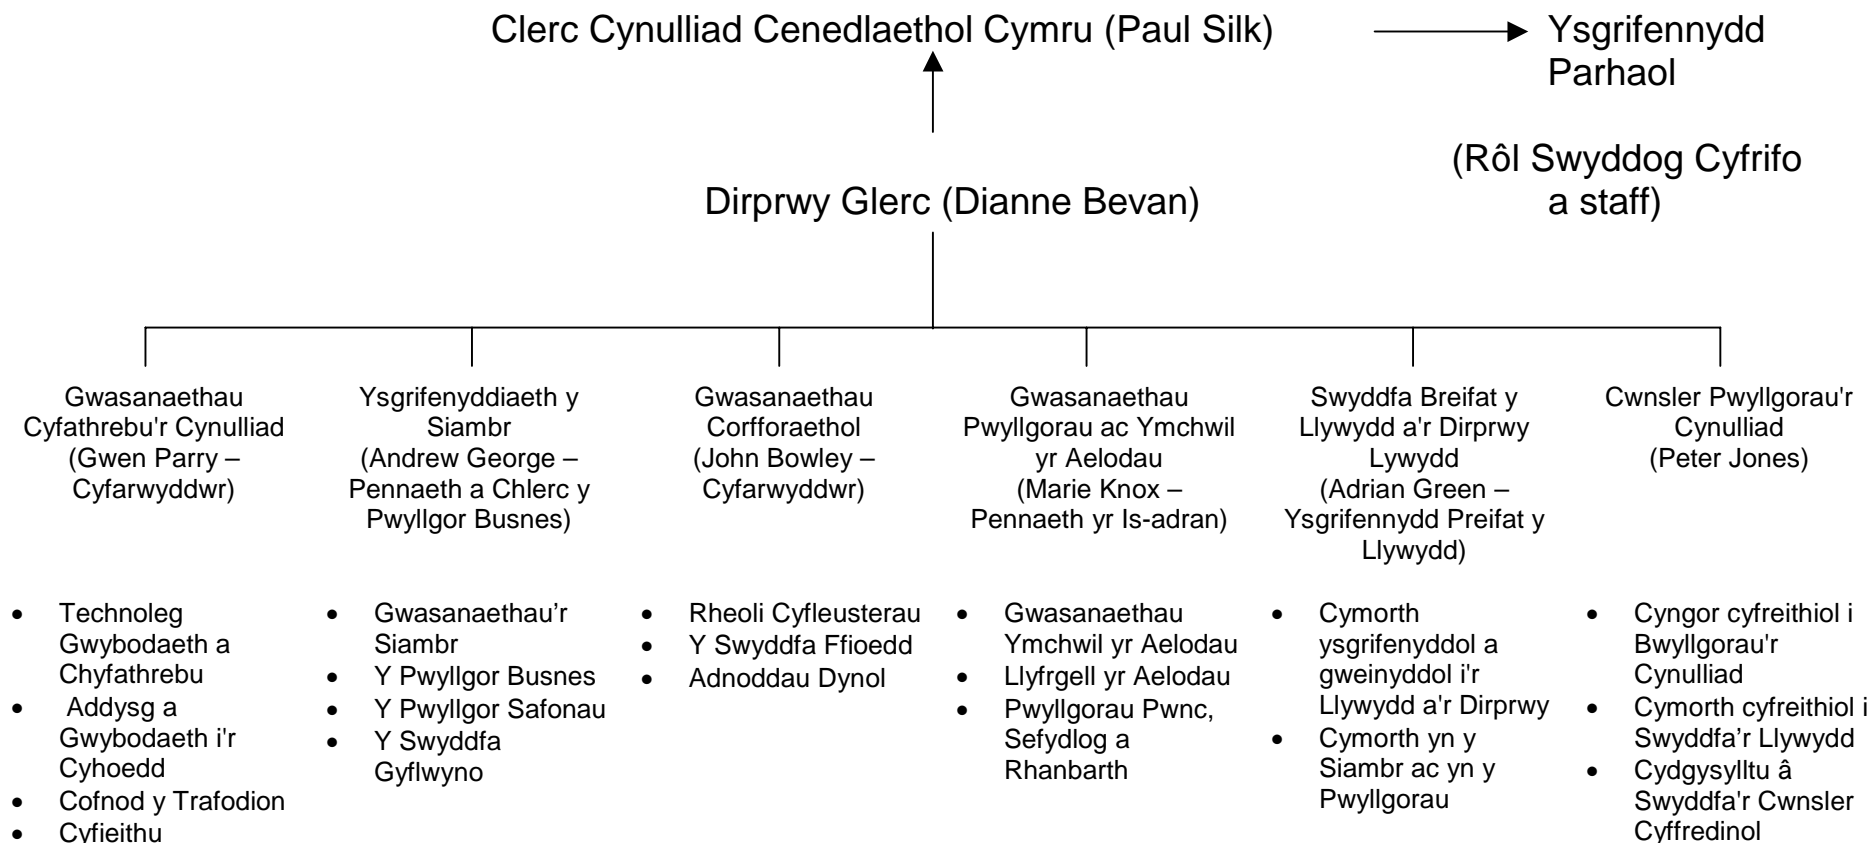 Clerc Cynulliad Cenedlaethol Cymru (Paul Silk)
Ysgrifennydd
Parhaol
(Rôl Swyddog Cyfrifo
a staff)
Dirprwy Glerc (Dianne Bevan)
Gwasanaethau
Cyfathrebu'r Cynulliad
(Gwen Parry –
Cyfarwyddwr)
Ysgrifenyddiaeth y
Siambr
(Andrew George –
Pennaeth a Chlerc y
Pwyllgor Busnes)
Gwasanaethau
Corfforaethol
(John Bowley –
Cyfarwyddwr)
Gwasanaethau
Pwyllgorau ac Ymchwil
yr Aelodau
(Marie Knox –
Pennaeth yr Is-adran)
Swyddfa Breifat y
Llywydd a'r Dirprwy
Lywydd
(Adrian Green –
Ysgrifennydd Preifat y
Llywydd)
Cwnsler Pwyllgorau'r
Cynulliad
(Peter Jones)
• Technoleg
Gwybodaeth a
Chyfathrebu
• Addysg a
Gwybodaeth i'r
Cyhoedd
• Cofnod y Trafodion
• Cyfieithu
• Gwasanaethau’r
Siambr
• Y Pwyllgor Busnes
• Y Pwyllgor Safonau
• Y Swyddfa
Gyflwyno
• Rheoli Cyfleusterau
• Y Swyddfa Ffioedd
• Adnoddau Dynol
• Gwasanaethau
Ymchwil yr Aelodau
• Llyfrgell yr Aelodau
• Pwyllgorau Pwnc,
Sefydlog a
Rhanbarth
• Cymorth
ysgrifenyddol a
gweinyddol i'r
Llywydd a'r Dirprwy
• Cymorth yn y
Siambr ac yn y
Pwyllgorau
• Cyngor cyfreithiol i
Bwyllgorau'r
Cynulliad
• Cymorth cyfreithiol i
Swyddfa’r Llywydd
• Cydgysylltu â
Swyddfa'r Cwnsler
Cyffredinol